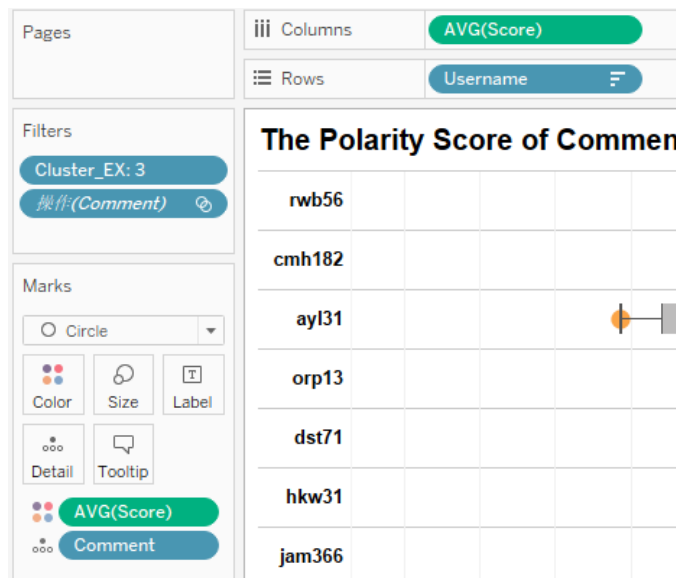 Pages
Columns
AVG(Score)
Rows
Username
Filters
Cluster_EX: 3
操作(Comment)
The Polarity Score of Commen
rwb56
cmh182
ayl31
orp13
dst71
hkw31
jam366
Marks
Circle
Color
Size
T
Label
Detail
Tooltip
AVG(Score)
Comment